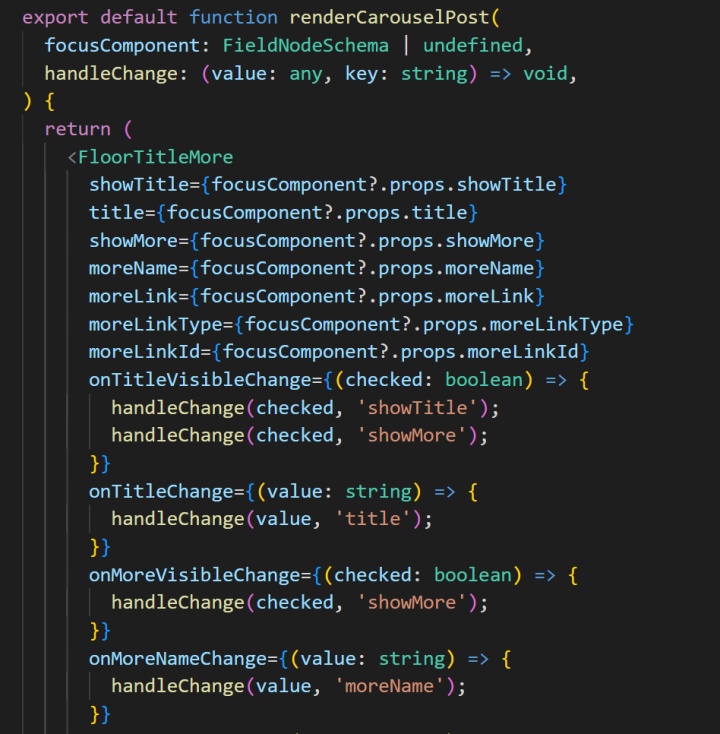 export default function renderCarouselPost(
focusComponent: FieldNodeSchema | undefined,
handleChange: (value: any, key: string) => void,
) {
return (
<FloorTitleMore
showTitle={focusComponent?.props.showTitle}
title={focusComponent?.props.title}
showMore={focusComponent?.props.showMore}
moreName={focusComponent?.props.moreName}
moreLink={focusComponent?.props.moreLink}
moreLinkType={focusComponent?.props.moreLinkType}
moreLinkId={focusComponent?.props.moreLinkId}
onTitleVisibleChange={(checked: boolean) => {
handleChange(checked, 'showTitle');
handleChange(checked, 'showMore');
}}
onTitleChange={(value: string) => {
handleChange(value, 'title');
}}
onMoreVisibleChange={(checked: boolean) => {
handleChange(checked, 'showMore');
}}
onMoreNameChange={(value: string) => {
handleChange(value, 'moreName');
}}